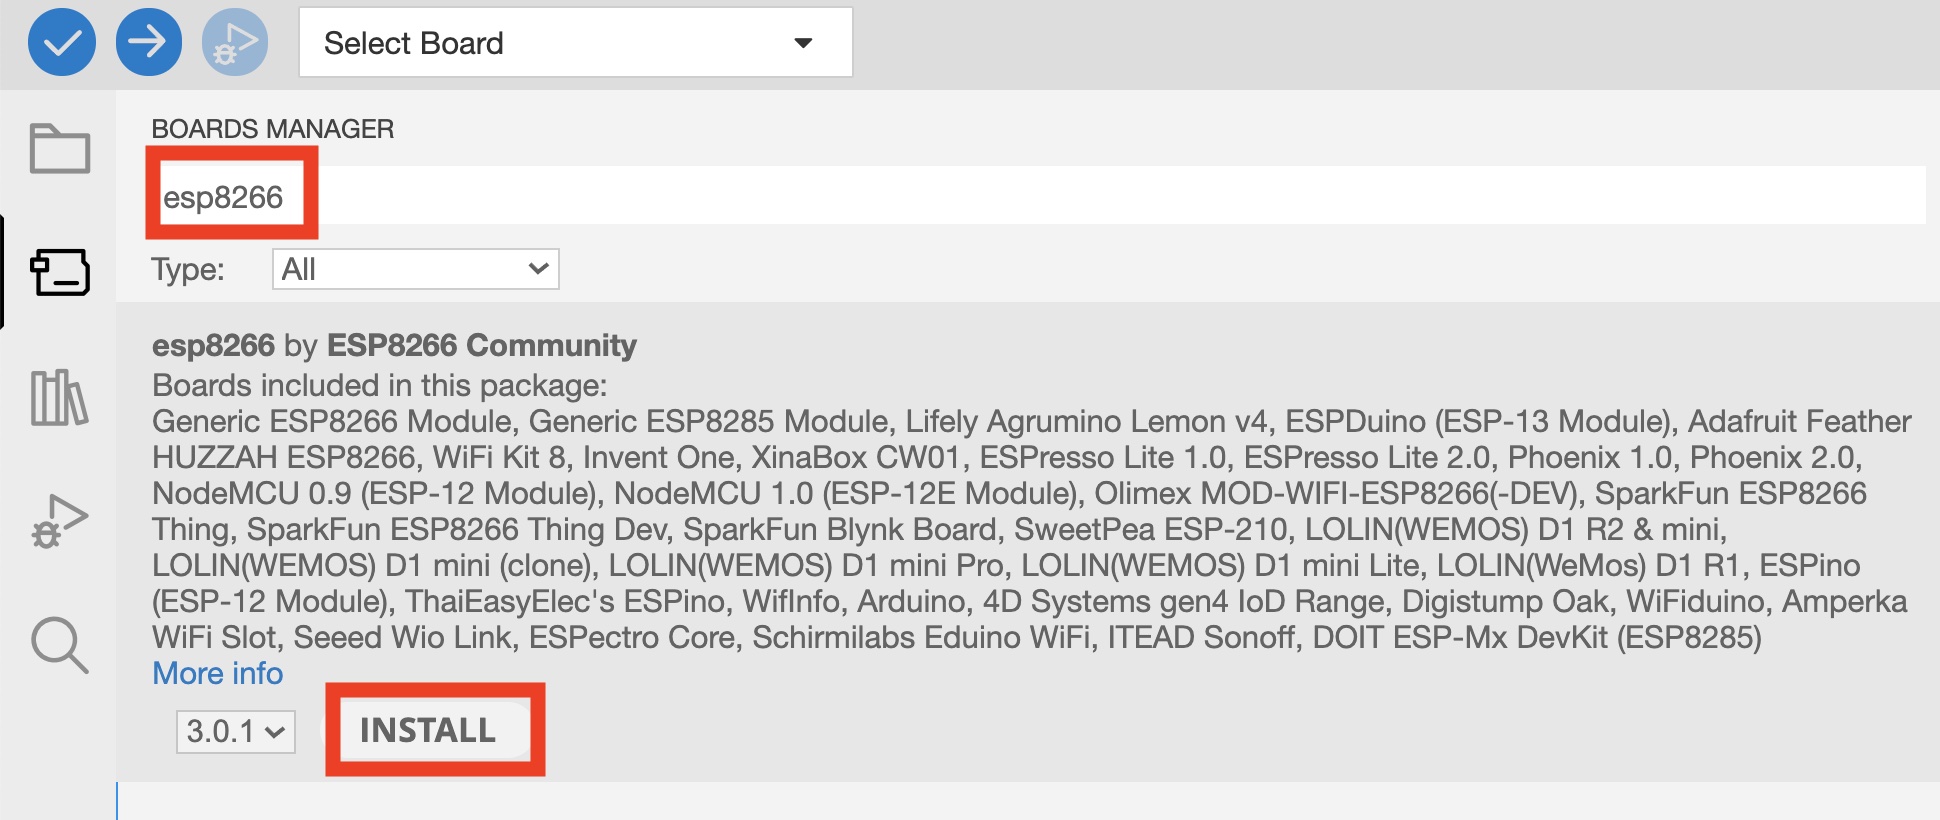 Select Board
BOARDS MANAGER
esp8266
Type: All
esp8266 by ESP8266 Community
Boards included in this package:
Generic ESP8266 Module, Generic ESP8285 Module, Lifely Agrumino Lemon v4, ESPDuino (ESP-13 Module), Adafruit Feather
HUZZAH ESP8266, WiFi Kit 8, Invent One, XinaBox CW01, ESPresso Lite 1.0, ESPresso Lite 2.0, Phoenix 1.0, Phoenix 2.0,
NodeMCU 0.9 (ESP-12 Module), NodeMCU 1.0 (ESP-12E Module), Olimex MOD-WIFI-ESP8266(-DEV), SparkFun ESP8266
Thing, SparkFun ESP8266 Thing Dev, SparkFun Blynk Board, SweetPea ESP-210, LOLIN(WEMOS) D1 R2 & mini,
LOLIN(WEMOS) D1 mini (clone), LOLIN(WEMOS) D1 mini Pro, LOLIN(WEMOS) D1 mini Lite, LOLIN(WeMos) D1 R1, ESPino
(ESP-12 Module), ThaiEasyElec's ESPino, WifInfo, Arduino, 4D Systems gen4 IoD Range, Digistump Oak, WiFiduino, Amperka
WiFi Slot, Seeed Wio Link, ESPectro Core, Schirmilabs Eduino WiFi, ITEAD Sonoff, DOIT ESP-Mx DevKit (ESP8285)
More info
3.0.1 INSTALL